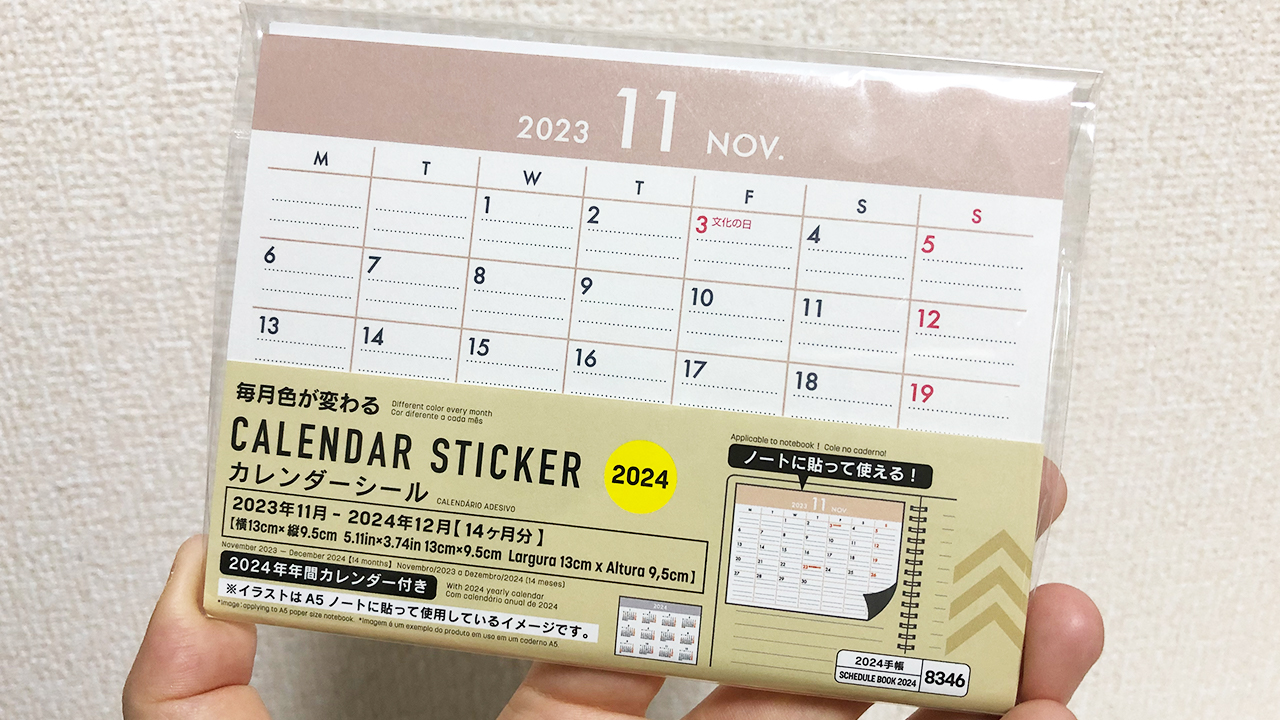 2023 11 NOV.
M T W T F S S
1 2 3 文化の日 4 5
6 7 8 9 10 11 12
13 14 15 16 17 18 19
毎月色が変わる Different color every month
Cor diferente a cada mês
CALENDAR STICKER 2024
カレンダーシール CALENDÁRIO ADESIVO
2023年11月 - 2024年12月【14ヶ月分】
【横13cm×縦9.5cm 5.11in×3.74in 13cm×9.5cm Largura 13cm x Altura 9,5cm】
November 2023 － December 2024【14 months】 Novembro/2023 a Dezembro/2024 (14 meses)
2024年年間カレンダー付き With 2024 yearly calendar
Com calendário anual de 2024
※イラストはA5ノートに貼って使用しているイメージです。
*Image: applying to A5 paper size notebook. *Imagem é um exemplo do produto em uso em um caderno A5
2024
Applicable to notebook! Cole no caderno!
ノートに貼って使える！
2023 11 NOV.
2024手帳
SCHEDULE BOOK 2024 8346